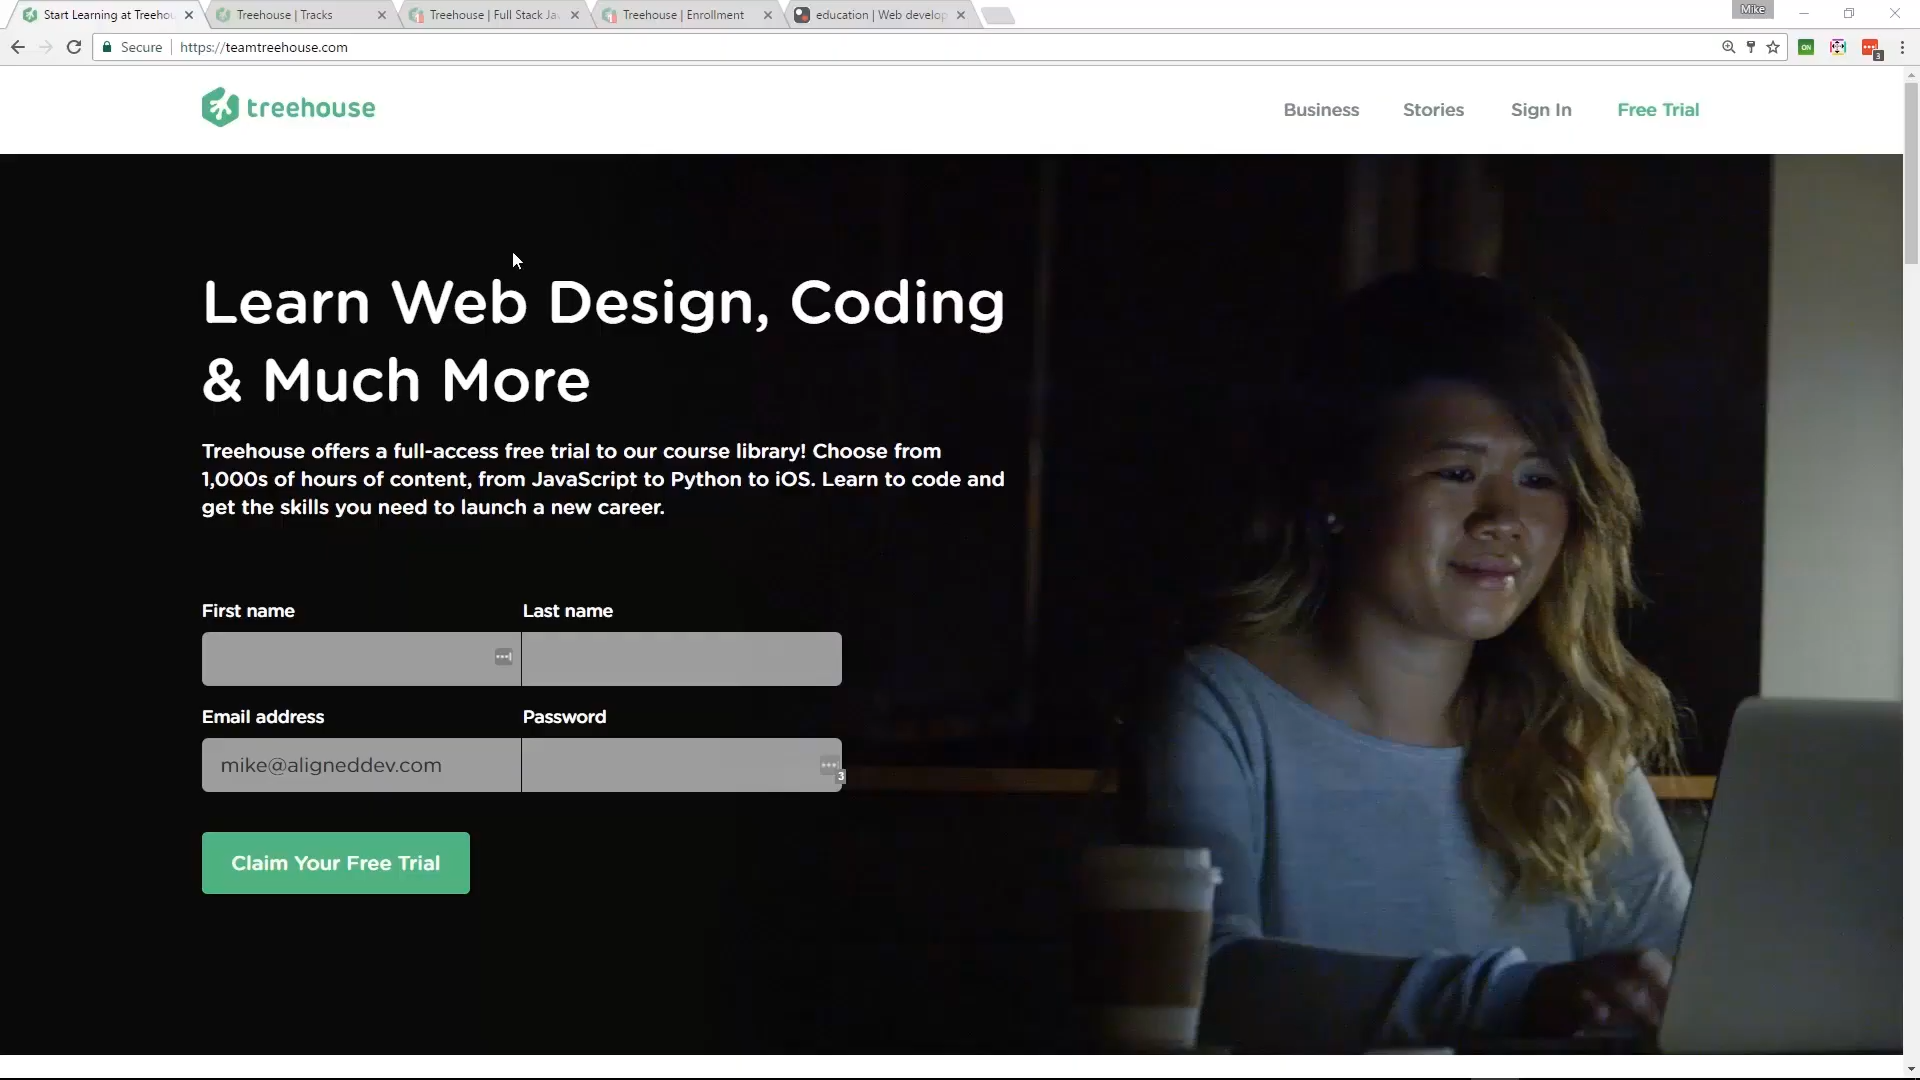 Start Learning at Treehou
Treehouse | Tracks
Treehouse | Full Stack Ja
Treehouse | Enrollment
education | Web develop
Mike
Secure
https://teamtreehouse.com
ON
3
treehouse
Business
Stories
Sign In
Free Trial
Learn Web Design, Coding
& Much More
Treehouse offers a full-access free trial to our course library! Choose from
1,000s of hours of content, from JavaScript to Python to iOS. Learn to code and
get the skills you need to launch a new career.
First name
Last name
Email address
Password
mike@aligneddev.com
3
Claim Your Free Trial